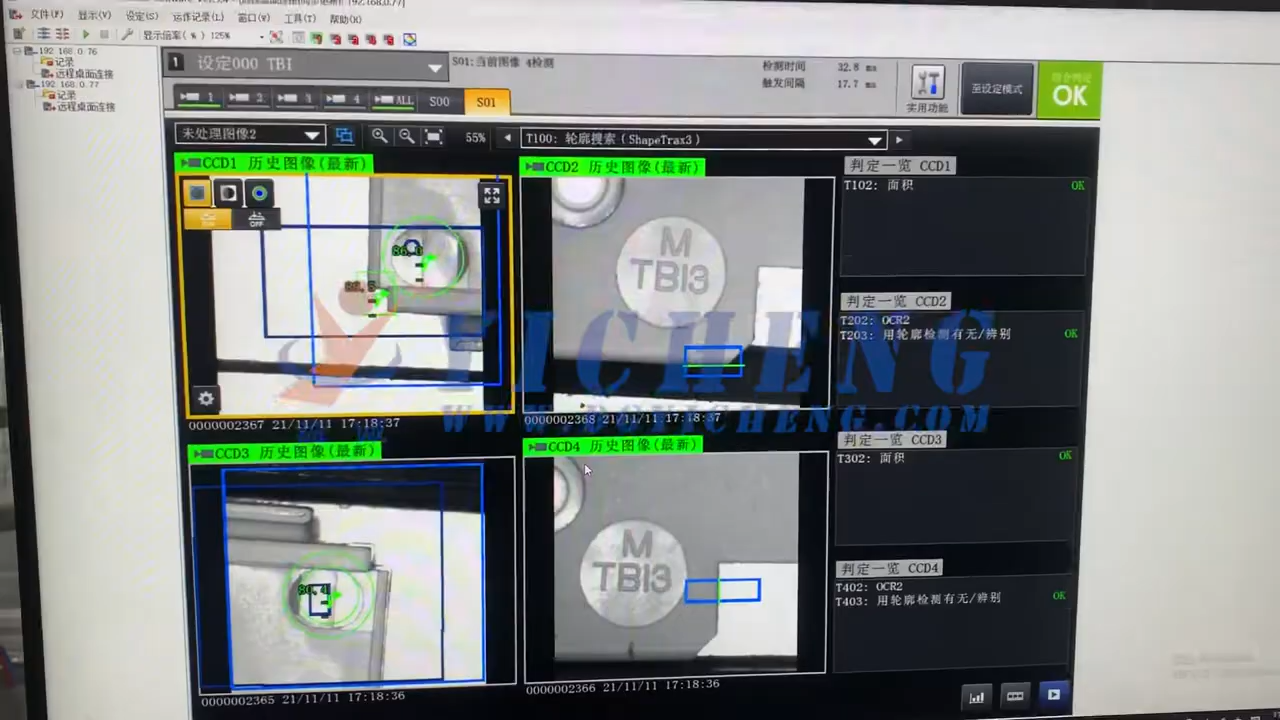 文件(F) 显示(V) 设定(S) 运作记录(L) 窗口(W) 工具(T) 帮助(H)
显示倍率(%) 125%
192.168.0.76
记录
远程桌面连接
192.168.0.77
记录
远程桌面连接
1 设定000 TBI
S01:当前图像 4检测
检测时间 32.8 ms
触发间隔 17.7 ms
实用功能
至设定模式
OK
1 2 3 4 ALL S00 S01
未处理图像2
55%
T100: 轮廓搜索(ShapeTrax3)
CCD1 历史图像(最新)
OFF
0000002367 21/11/11 17:18:37
CCD2 历史图像(最新)
M
TBI3
0000002368 21/11/11 17:18:37
CCD3 历史图像(最新)
0000002365 21/11/11 17:18:36
CCD4 历史图像(最新)
M
TBI3
0000002366 21/11/11 17:18:36
判定一览 CCD1
T102: 面积 OK
判定一览 CCD2
T202: OCR2
T203: 用轮廓检测有无/辨别 OK
判定一览 CCD3
T302: 面积 OK
判定一览 CCD4
T402: OCR2
T403: 用轮廓检测有无/辨别 OK
YICHENG
WWW.DGYICHENG.COM